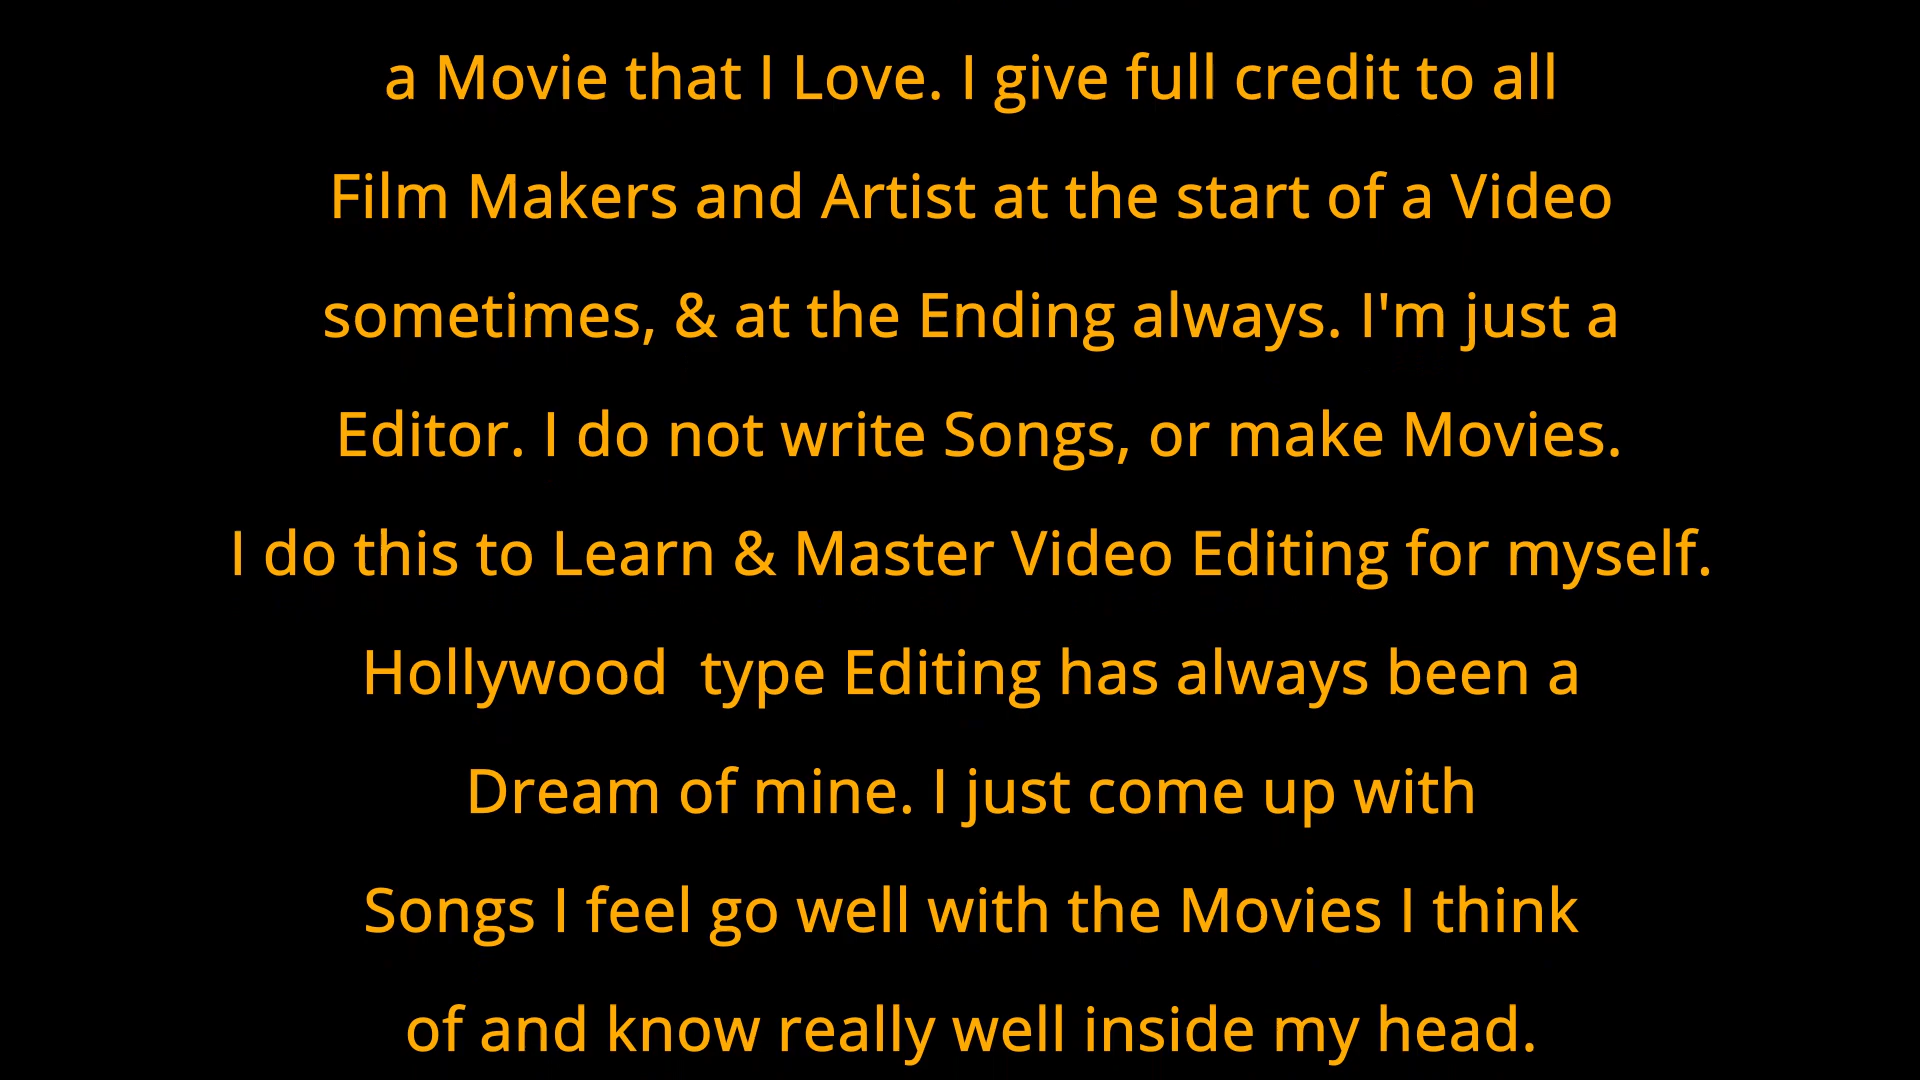 a Movie that I Love. I give full credit to all
Film Makers and Artist at the start of a Video
sometimes, & at the Ending always. I'm just a
Editor. I do not write Songs, or make Movies.
I do this to Learn & Master Video Editing for myself.
Hollywood  type Editing has always been a
Dream of mine. I just come up with
Songs I feel go well with the Movies I think
of and know really well inside my head.